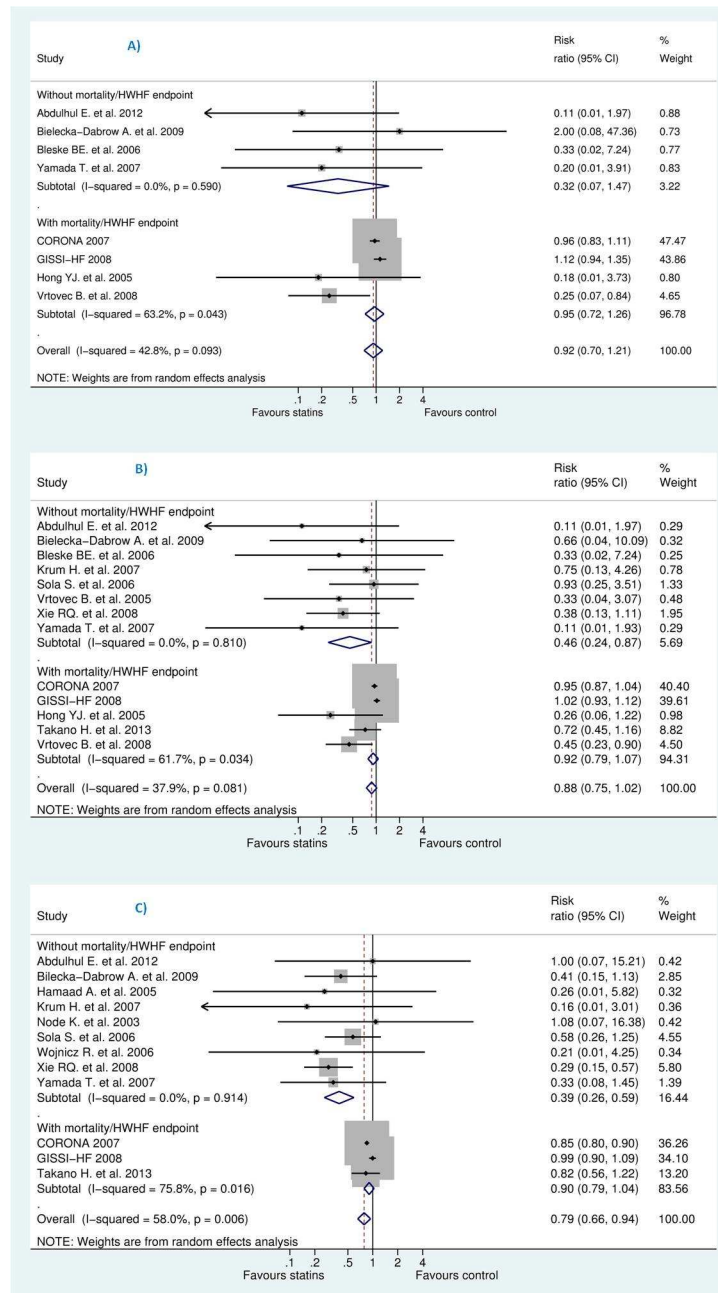 A)
Risk %
Study ratio (95% CI) Weight
Without mortality/HWHF endpoint
Abdulhul E. et al. 2012 0.11 (0.01, 1.97) 0.88
Bielecka−Dabrow A. et al. 2009 2.00 (0.08, 47.36) 0.73
Bleske BE. et al. 2006 0.33 (0.02, 7.24) 0.77
Yamada T. et al. 2007 0.20 (0.01, 3.91) 0.83
Subtotal (I−squared = 0.0%, p = 0.590) 0.32 (0.07, 1.47) 3.22
.
With mortality/HWHF endpoint
CORONA 2007 0.96 (0.83, 1.11) 47.47
GISSI−HF 2008 1.12 (0.94, 1.35) 43.86
Hong YJ. et al. 2005 0.18 (0.01, 3.73) 0.80
Vrtovec B. et al. 2008 0.25 (0.07, 0.84) 4.65
Subtotal (I−squared = 63.2%, p = 0.043) 0.95 (0.72, 1.26) 96.78
.
Overall (I−squared = 42.8%, p = 0.093) 0.92 (0.70, 1.21) 100.00
NOTE: Weights are from random effects analysis
.1 .2 .5 1 2 4
Favours statins Favours control
B)
Risk %
Study ratio (95% CI) Weight
Without mortality/HWHF endpoint
Abdulhul E. et al. 2012 0.11 (0.01, 1.97) 0.29
Bielecka−Dabrow A. et al. 2009 0.66 (0.04, 10.09) 0.32
Bleske BE. et al. 2006 0.33 (0.02, 7.24) 0.25
Krum H. et al. 2007 0.75 (0.13, 4.26) 0.78
Sola S. et al. 2006 0.93 (0.25, 3.51) 1.33
Vrtovec B. et al. 2005 0.33 (0.04, 3.07) 0.48
Xie RQ. et al. 2008 0.38 (0.13, 1.11) 1.95
Yamada T. et al. 2007 0.11 (0.01, 1.93) 0.29
Subtotal (I−squared = 0.0%, p = 0.810) 0.46 (0.24, 0.87) 5.69
.
With mortality/HWHF endpoint
CORONA 2007 0.95 (0.87, 1.04) 40.40
GISSI−HF 2008 1.02 (0.93, 1.12) 39.61
Hong YJ. et al. 2005 0.26 (0.06, 1.22) 0.98
Takano H. et al. 2013 0.72 (0.45, 1.16) 8.82
Vrtovec B. et al. 2008 0.45 (0.23, 0.90) 4.50
Subtotal (I−squared = 61.7%, p = 0.034) 0.92 (0.79, 1.07) 94.31
.
Overall (I−squared = 37.9%, p = 0.081) 0.88 (0.75, 1.02) 100.00
NOTE: Weights are from random effects analysis
.1 .2 .5 1 2 4
Favours statins Favours control
C)
Risk %
Study ratio (95% CI) Weight
Without mortality/HWHF endpoint
Abdulhul E. et al. 2012 1.00 (0.07, 15.21) 0.42
Bilecka−Dabrow A. et al. 2009 0.41 (0.15, 1.13) 2.85
Hamaad A. et al. 2005 0.26 (0.01, 5.82) 0.32
Krum H. et al. 2007 0.16 (0.01, 3.01) 0.36
Node K. et al. 2003 1.08 (0.07, 16.38) 0.42
Sola S. et al. 2006 0.58 (0.26, 1.25) 4.55
Wojnicz R. et al. 2006 0.21 (0.01, 4.25) 0.34
Xie RQ. et al. 2008 0.29 (0.15, 0.57) 5.80
Yamada T. et al. 2007 0.33 (0.08, 1.45) 1.39
Subtotal (I−squared = 0.0%, p = 0.914) 0.39 (0.26, 0.59) 16.44
.
With mortality/HWHF endpoint
CORONA 2007 0.85 (0.80, 0.90) 36.26
GISSI−HF 2008 0.99 (0.90, 1.09) 34.10
Takano H. et al. 2013 0.82 (0.56, 1.22) 13.20
Subtotal (I−squared = 75.8%, p = 0.016) 0.90 (0.79, 1.04) 83.56
.
Overall (I−squared = 58.0%, p = 0.006) 0.79 (0.66, 0.94) 100.00
NOTE: Weights are from random effects analysis
.1 .2 .5 1 2 4
Favours statins Favours control